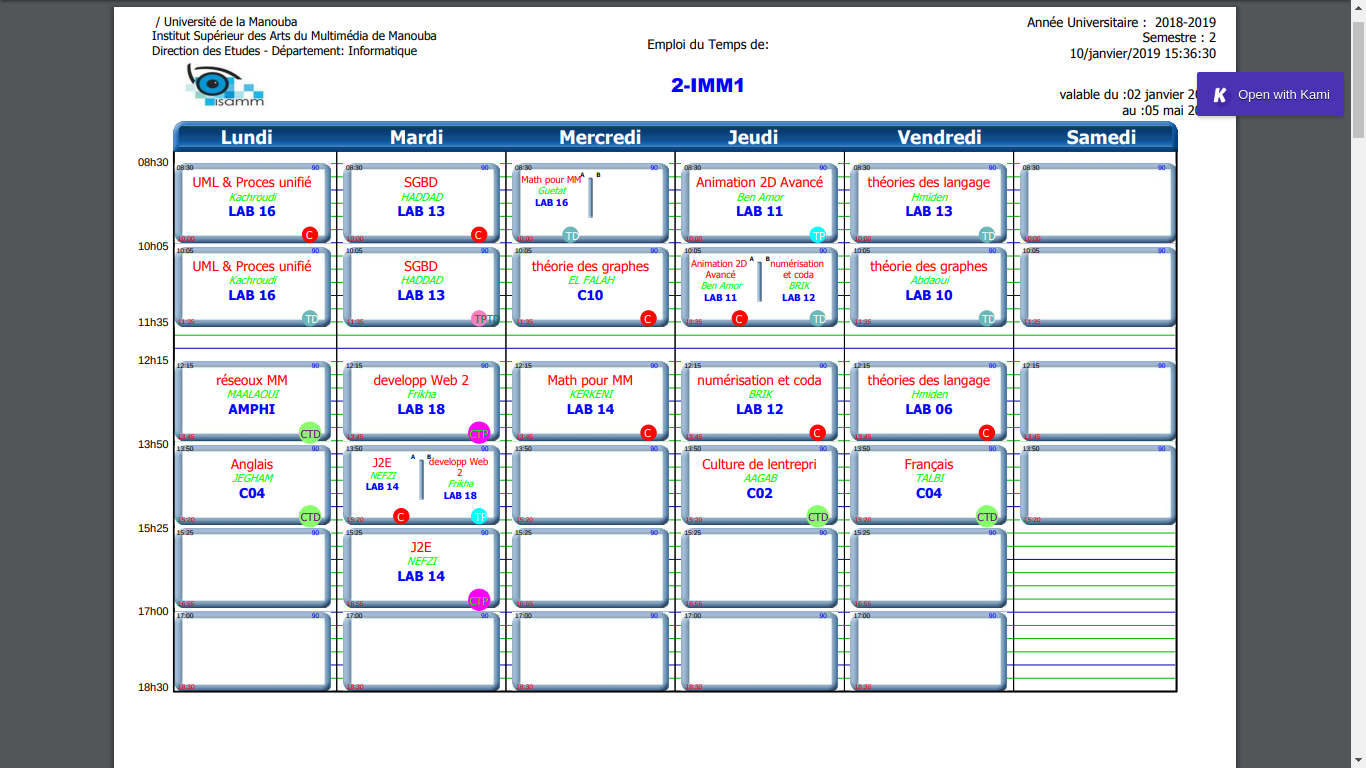 / Université de la Manouba
Institut Supérieur des Arts du Multimédia de Manouba
Direction des Etudes - Département: Informatique
isamm
Emploi du Temps de:
2-IMM1
Année Universitaire : 2018-2019
Semestre : 2
10/janvier/2019 15:36:30
valable du :02 janvier
au :05 mai
K Open with Kami
Lundi Mardi Mercredi Jeudi Vendredi Samedi
08h30
08:30 90 08:30 90 08:30 90 08:30 90 08:30 90 08:30 90
UML & Proces unifié
Kachroudi
LAB 16
C
10:00
SGBD
HADDAD
LAB 13
C
10:00
A B
Math pour MM
Guetat
LAB 16
TD
Animation 2D Avancé
Ben Amor
LAB 11
TP
10:00
théories des langage
Hmiden
LAB 13
TD
10:00
10:00
10h05
10:05 90 10:05 90 10:05 90 10:05 90 10:05 90 10:05 90
UML & Proces unifié
Kachroudi
LAB 16
TD
11:35
SGBD
HADDAD
LAB 13
TPTD
11:35
théorie des graphes
EL FALAH
C10
C
11:35
A B
Animation 2D
Avancé
Ben Amor
LAB 11
C
numérisation
et coda
BRIK
LAB 12
TD
11:35
théorie des graphes
Abdaoui
LAB 10
TD
11:35
11:35
11h35
12h15
12:15 90 12:15 90 12:15 90 12:15 90 12:15 90 12:15 90
réseoux MM
MAALAOUI
AMPHI
CTD
13:45
developp Web 2
Frikha
LAB 18
CTP
13:45
Math pour MM
KERKENI
LAB 14
C
13:45
numérisation et coda
BRIK
LAB 12
C
13:45
théories des langage
Hmiden
LAB 06
C
13:45
13:45
13h50
13:50 90 13:50 90 13:50 90 13:50 90 13:50 90 13:50 90
Anglais
JEGHAM
C04
CTD
15:20
A B
J2E
NEFZI
LAB 14
C
developp Web
2
Frikha
LAB 18
TP
15:20
15:20
Culture de lentrepri
AAGAB
C02
CTD
15:20
Français
TALBI
C04
CTD
15:20
15:20
15h25
15:25 90 15:25 90 15:25 90 15:25 90 15:25 90
J2E
NEFZI
LAB 14
CTP
16:55 16:55 16:55 16:55 16:55
17h00
17:00 90 17:00 90 17:00 90 17:00 90 17:00 90
18h30
18:30 18:30 18:30 18:30 18:30